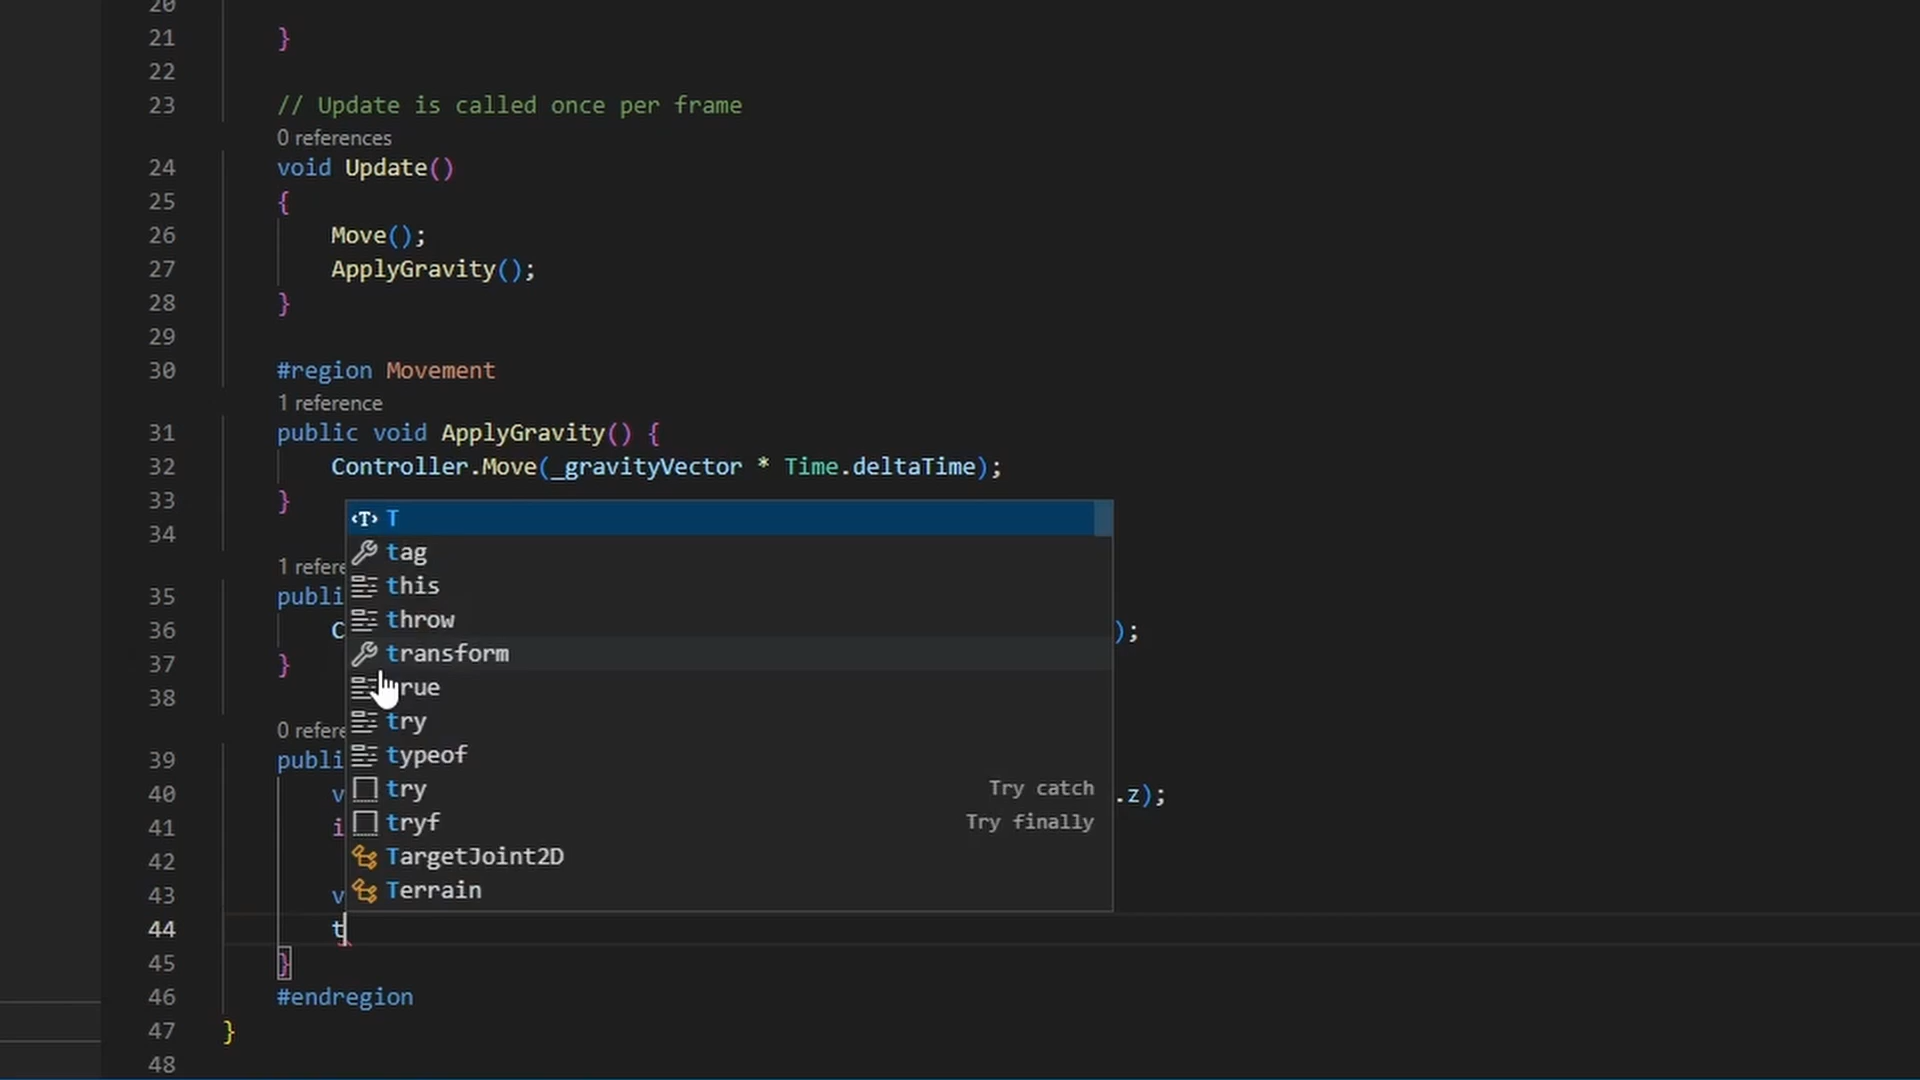 20
21 }
22
23 // Update is called once per frame
0 references
24 void Update()
25 {
26 Move();
27 ApplyGravity();
28 }
29
30 #region Movement
1 reference
31 public void ApplyGravity() {
32 Controller.Move(_gravityVector * Time.deltaTime);
33 }
T
34
tag
1 refere
this
35 publi
throw
36 C );
transform
37 }
rue
38
try
0 refere
typeof
39 publi
try Try catch
40 v .z);
tryf Try finally
41 i
TargetJoint2D
42
Terrain
43 v
44 t
45 }
46 #endregion
47 }
48